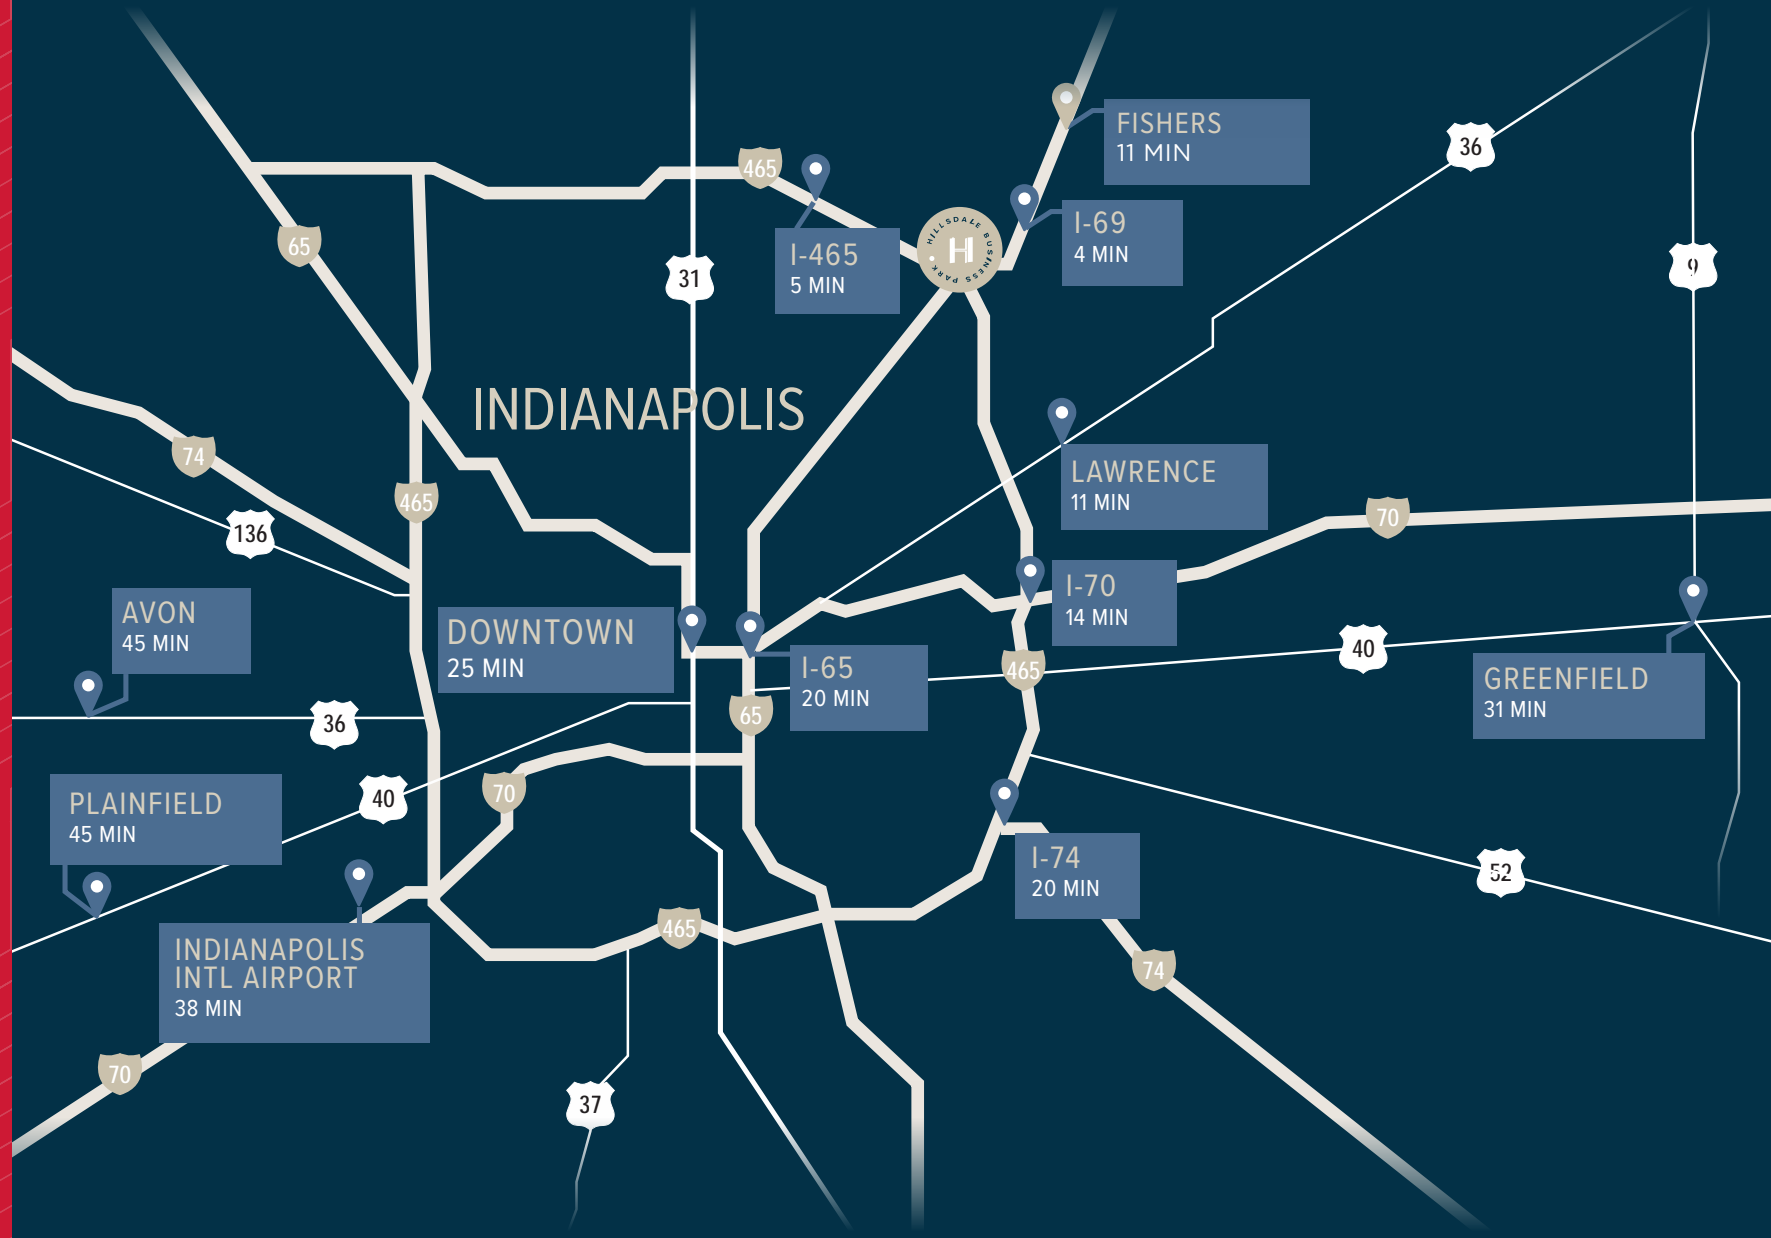 FISHERS
11 MIN
36
465
I-69
4 MIN
HILLSDALE BUSINESS PARK
H
65
I-465
5 MIN
31
9
INDIANAPOLIS
74
LAWRENCE
11 MIN
465
70
136
I-70
14 MIN
AVON
45 MIN
DOWNTOWN
25 MIN
40
I-65
20 MIN
465
GREENFIELD
31 MIN
65
36
70
40
PLAINFIELD
45 MIN
I-74
20 MIN
52
465
INDIANAPOLIS
INTL AIRPORT
38 MIN
74
70
37